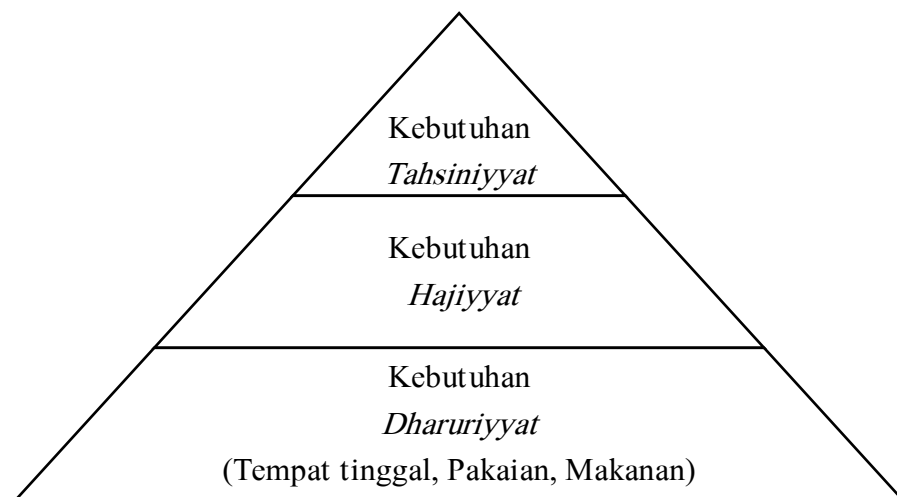 Kebutuhan
Tahsiniyyat
Kebutuhan
Hajiyyat
Kebutuhan
Dharuriyyat
(Tempat tinggal, Pakaian, Makanan)